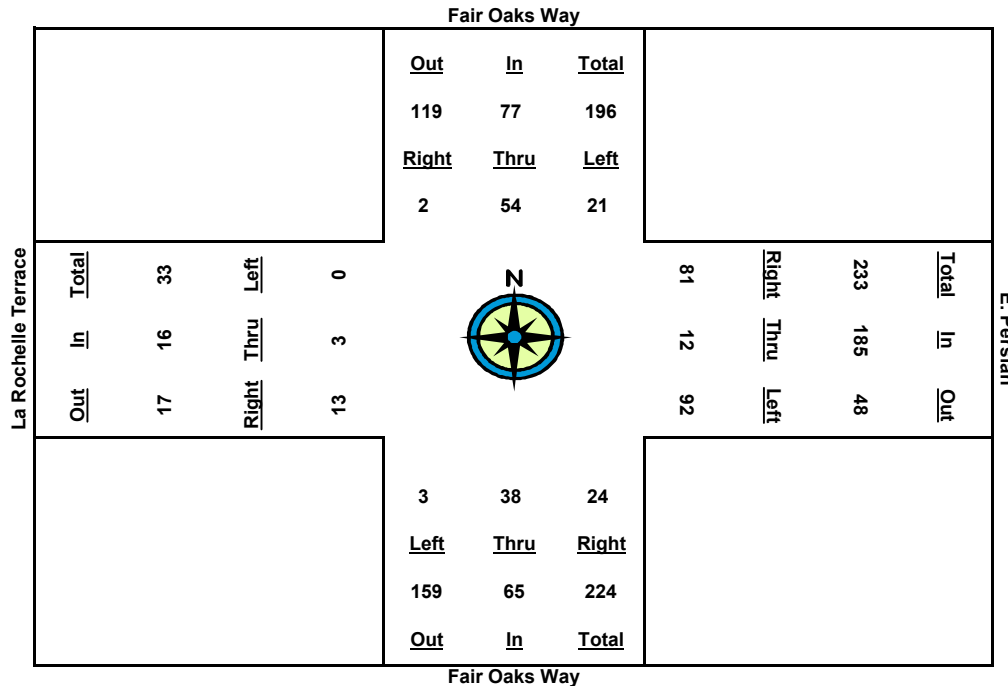 Fair Oaks Way
Out In Total
119 77 196
Right Thru Left
2 54 21
La Rochelle Terrace
Total 33 Left 0
In 16 Thru 3
Out 17 Right 13
N
81 Right 233 Total
12 Thru 185 In
92 Left 48 Out
E. Persian
3 38 24
Left Thru Right
159 65 224
Out In Total
Fair Oaks Way